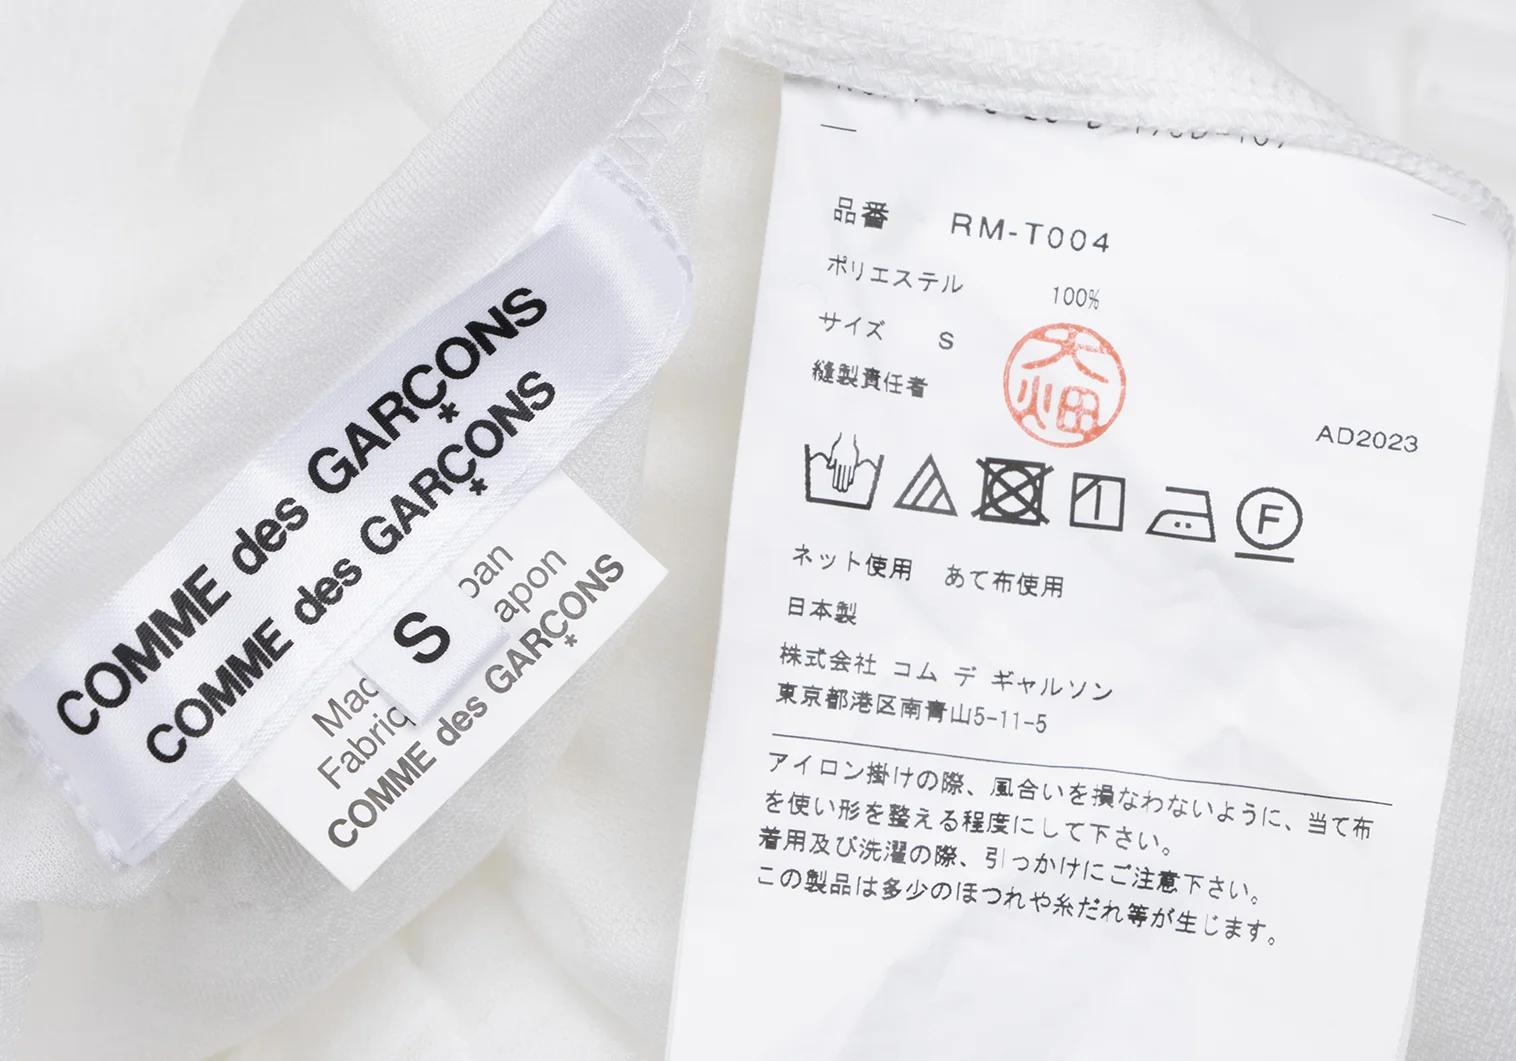 COMME des GARÇONS
COMME des GARÇONS
S
COMME des GARÇONS
品番 RM-T004
ポリエステル 100%
サイズ S
縫製責任者
大畑
AD2023
F
ネット使用 あて布使用
日本製
株式会社 コム デ ギャルソン
東京都港区南青山5-11-5
アイロン掛けの際、風合いを損なわないように、当て布
を使い形を整える程度にして下さい。
着用及び洗濯の際、引っかけにご注意下さい。
この製品は多少のほつれや糸だれ等が生じます。